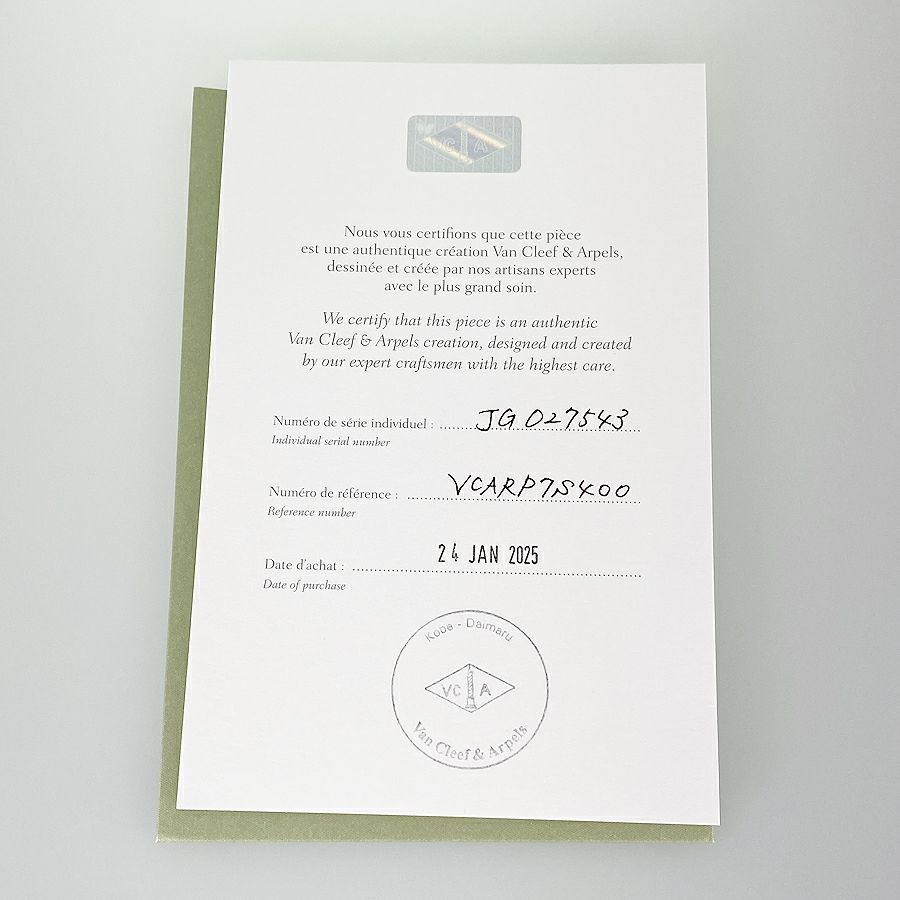 VC A
Nous vous certifions que cette pièce
est une authentique création Van Cleef & Arpels,
dessinée et créée par nos artisans experts
avec le plus grand soin.
We certify that this piece is an authentic
Van Cleef & Arpels creation, designed and created
by our expert craftsmen with the highest care.
Numéro de série individuel : JG 027543
Individual serial number
Numéro de référence : VCARP7S400
Reference number
Date d'achat : 24 JAN 2025
Date of purchase
Kobe - Daimaru
VC A
Van Cleef & Arpels